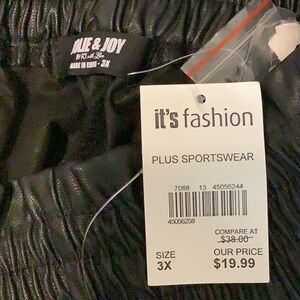 & JOY
MADE IN CHINA - 3X
it's fashion
PLUS SPORTSWEAR
7088 13 45056244
45056258
COMPARE AT
$38.00
SIZE
OUR PRICE
3X
$19.99